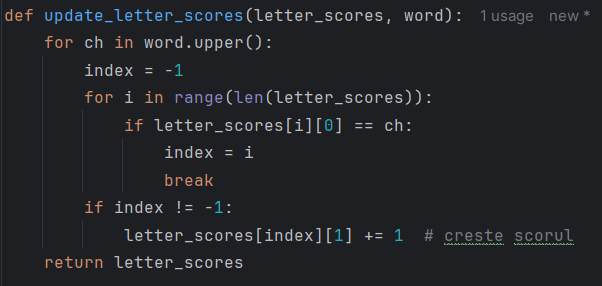 def update_letter_scores(letter_scores, word): 1 usage new *
    for ch in word.upper():
        index = -1
        for i in range(len(letter_scores)):
            if letter_scores[i][0] == ch:
                index = i
                break
        if index != -1:
            letter_scores[index][1] += 1  # creste scorul
    return letter_scores